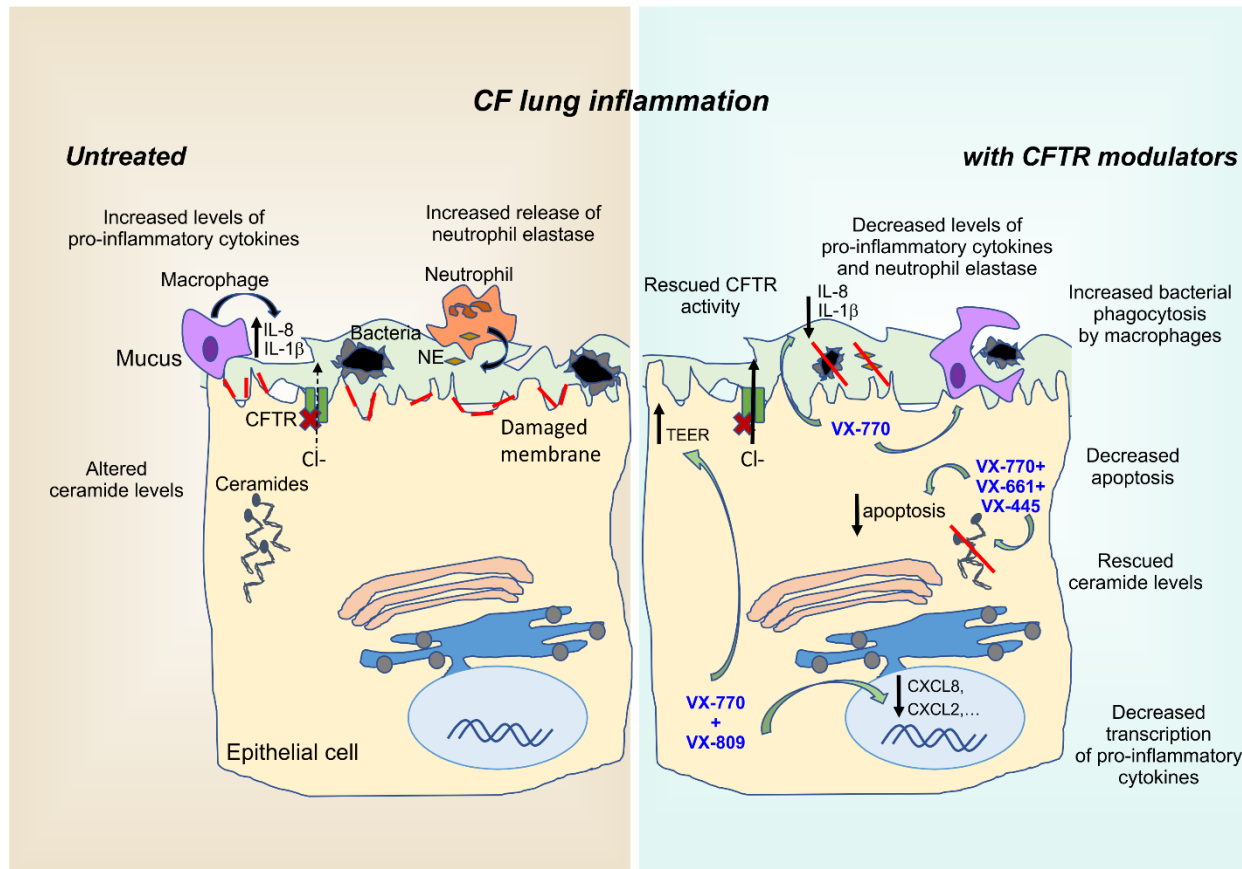 CF lung inflammation
Untreated
Increased levels of
pro-inflammatory cytokines
Increased release of
neutrophil elastase
Macrophage
Neutrophil
IL-8
IL-1β
Bacteria
Mucus
NE
CFTR
Damaged
membrane
Cl-
Altered
ceramide levels
Ceramides
Epithelial cell
with CFTR modulators
Decreased levels of
pro-inflammatory cytokines
and neutrophil elastase
Rescued CFTR
activity
IL-8
IL-1β
Increased bacterial
phagocytosis
by macrophages
TEER
VX-770
Cl-
Decreased
apoptosis
VX-770+
VX-661+
VX-445
apoptosis
Rescued
ceramide levels
VX-770
+
VX-809
CXCL8,
CXCL2,...
Decreased
transcription
of pro-inflammatory
cytokines